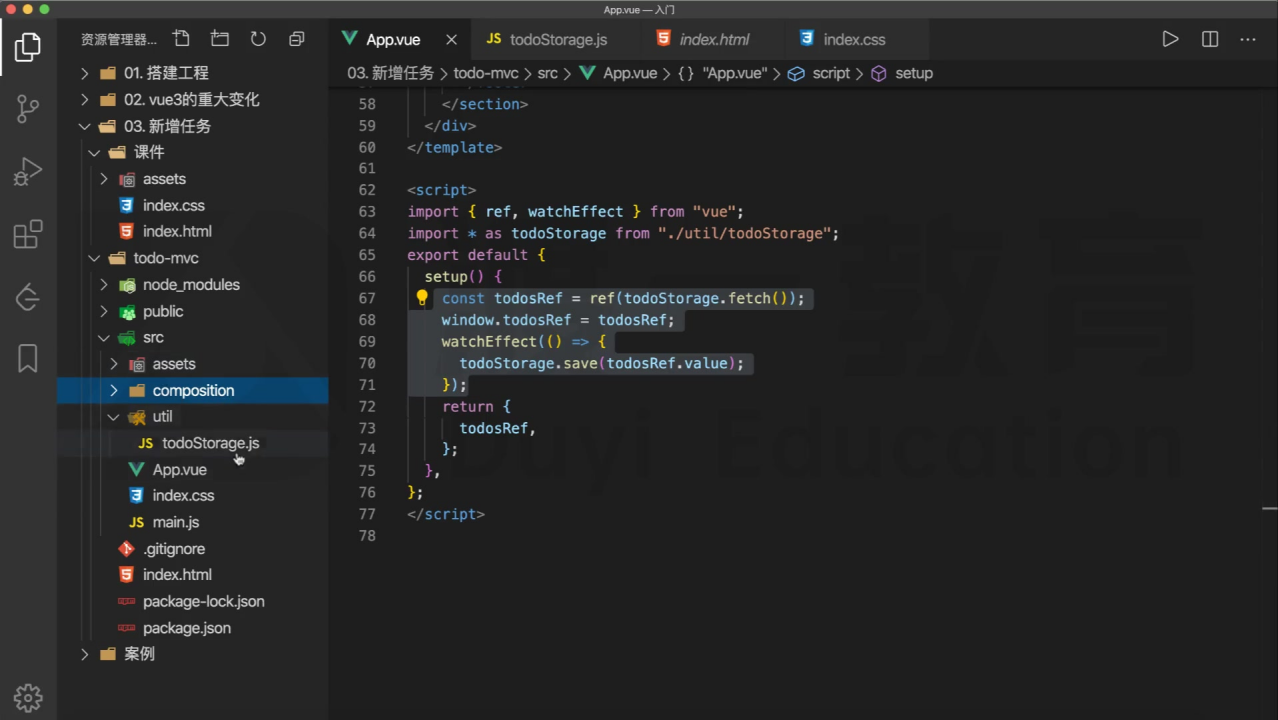 App.vue — 入门
资源管理器...
01. 搭建工程
02. vue3的重大变化
03. 新增任务
课件
assets
index.css
index.html
todo-mvc
node_modules
public
src
assets
composition
util
JS todoStorage.js
App.vue
index.css
JS main.js
.gitignore
index.html
package-lock.json
package.json
案例
App.vue
JS todoStorage.js
index.html
index.css
03. 新增任务 > todo-mvc > src > App.vue > {} "App.vue" > script > setup
58 </section>
59 </div>
60 </template>
61
62 <script>
63 import { ref, watchEffect } from "vue";
64 import * as todoStorage from "./util/todoStorage";
65 export default {
66 setup() {
67 const todosRef = ref(todoStorage.fetch());
68 window.todosRef = todosRef;
69 watchEffect(() => {
70 todoStorage.save(todosRef.value);
71 });
72 return {
73 todosRef,
74 };
75 },
76 };
77 </script>
78
Duyi Education